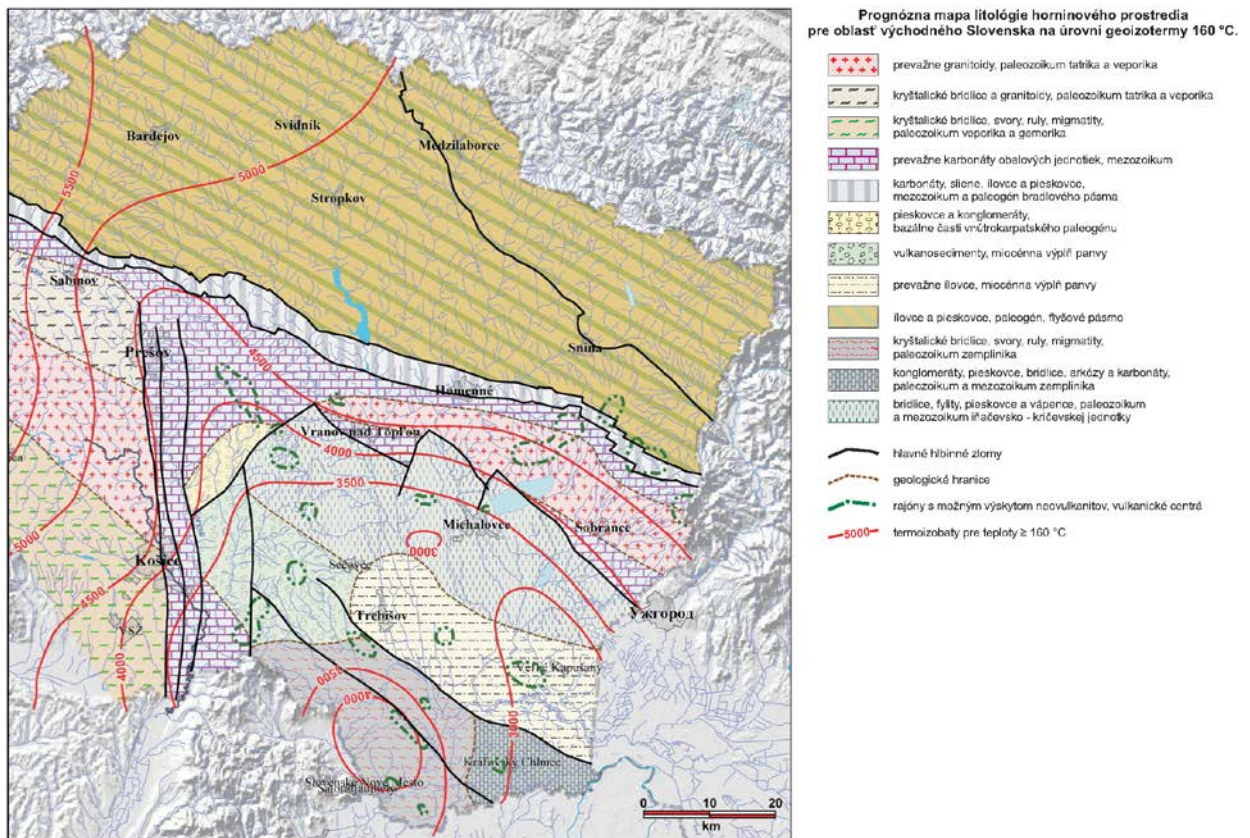 Prognózna mapa litológie horninového prostredia
pre oblasť východného Slovenska na úrovni geoizotermy 160 °C.
prevažne granitoidy, paleozoikum tatrika a veporika
kryštalické bridlice a granitoidy, paleozoikum tatrika a veporika
kryštalické bridlice, svory, ruly, migmatity,
paleozoikum veporika a gemerika
prevažne karbonáty obalových jednotiek, mezozoikum
karbonáty, sliene, ílovce a pieskovce,
mezozoikum a paleogén bradlového pásma
pieskovce a konglomeráty,
bazálne časti vnútrokarpatského paleogénu
vulkanosedimenty, miocénna výplň panvy
prevažne ílovce, miocénna výplň panvy
ílovce a pieskovce, paleogén, flyšové pásmo
kryštalické bridlice, svory, ruly, migmatity,
paleozoikum zemplinika
konglomeráty, pieskovce, bridlice, arkózy a karbonáty,
paleozoikum a mezozoikum zemplinika
bridlice, fylity, pieskovce a vápence, paleozoikum
a mezozoikum iňačevsko - kričevskej jednotky
hlavné hlbinné zlomy
geologické hranice
rajóny s možným výskytom neovulkanitov, vulkanické centrá
5000 termoizobaty pre teploty ≥ 160 °C
Bardejov
Svidník
Medzilaborce
5500
5000
Stropkov
Sabinov
Snina
Prešov
4500
Humenné
Vranov nad Topľou
4000
3500
Michalovce
Sobrance
3000
5000
Košice
Sečovce
4500
VSŽ
Trebišov
Ужгород
4000
Veľké Kapušany
3500
4000
3000
Kráľovský Chlmec
Slovenské Nové Mesto
0 10 20
km